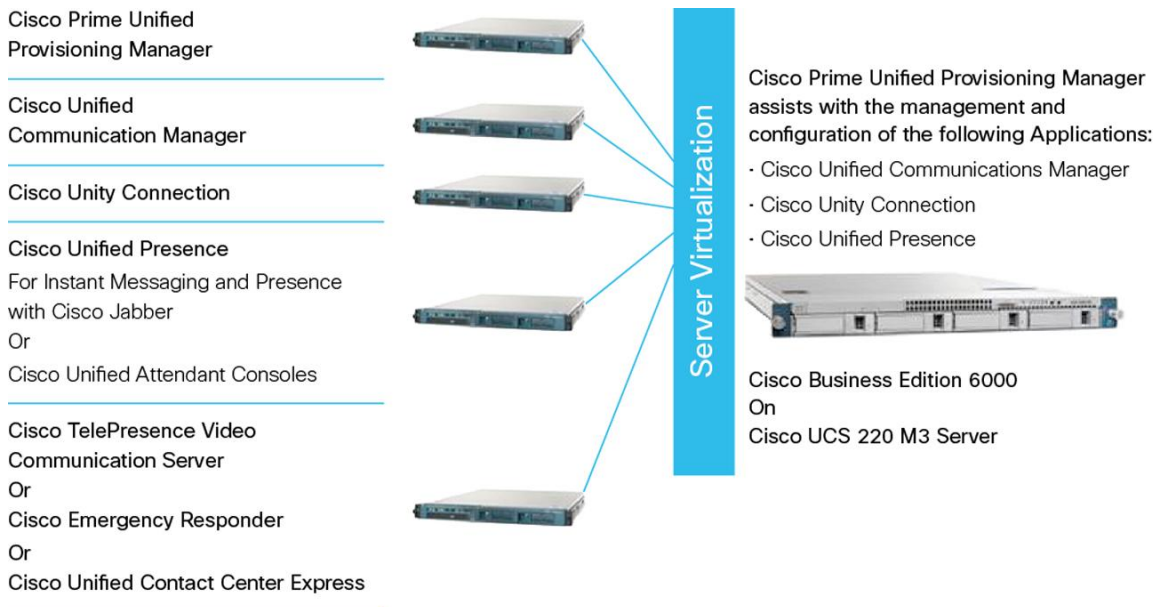 Cisco Prime Unified
Provisioning Manager
Cisco Unified
Communication Manager
Cisco Unity Connection
Cisco Unified Presence
For Instant Messaging and Presence
with Cisco Jabber
Or
Cisco Unified Attendant Consoles
Cisco TelePresence Video
Communication Server
Or
Cisco Emergency Responder
Or
Cisco Unified Contact Center Express
Server Virtualization
Cisco Prime Unified Provisioning Manager
assists with the management and
configuration of the following Applications:
· Cisco Unified Communications Manager
· Cisco Unity Connection
· Cisco Unified Presence
Cisco Business Edition 6000
On
Cisco UCS 220 M3 Server